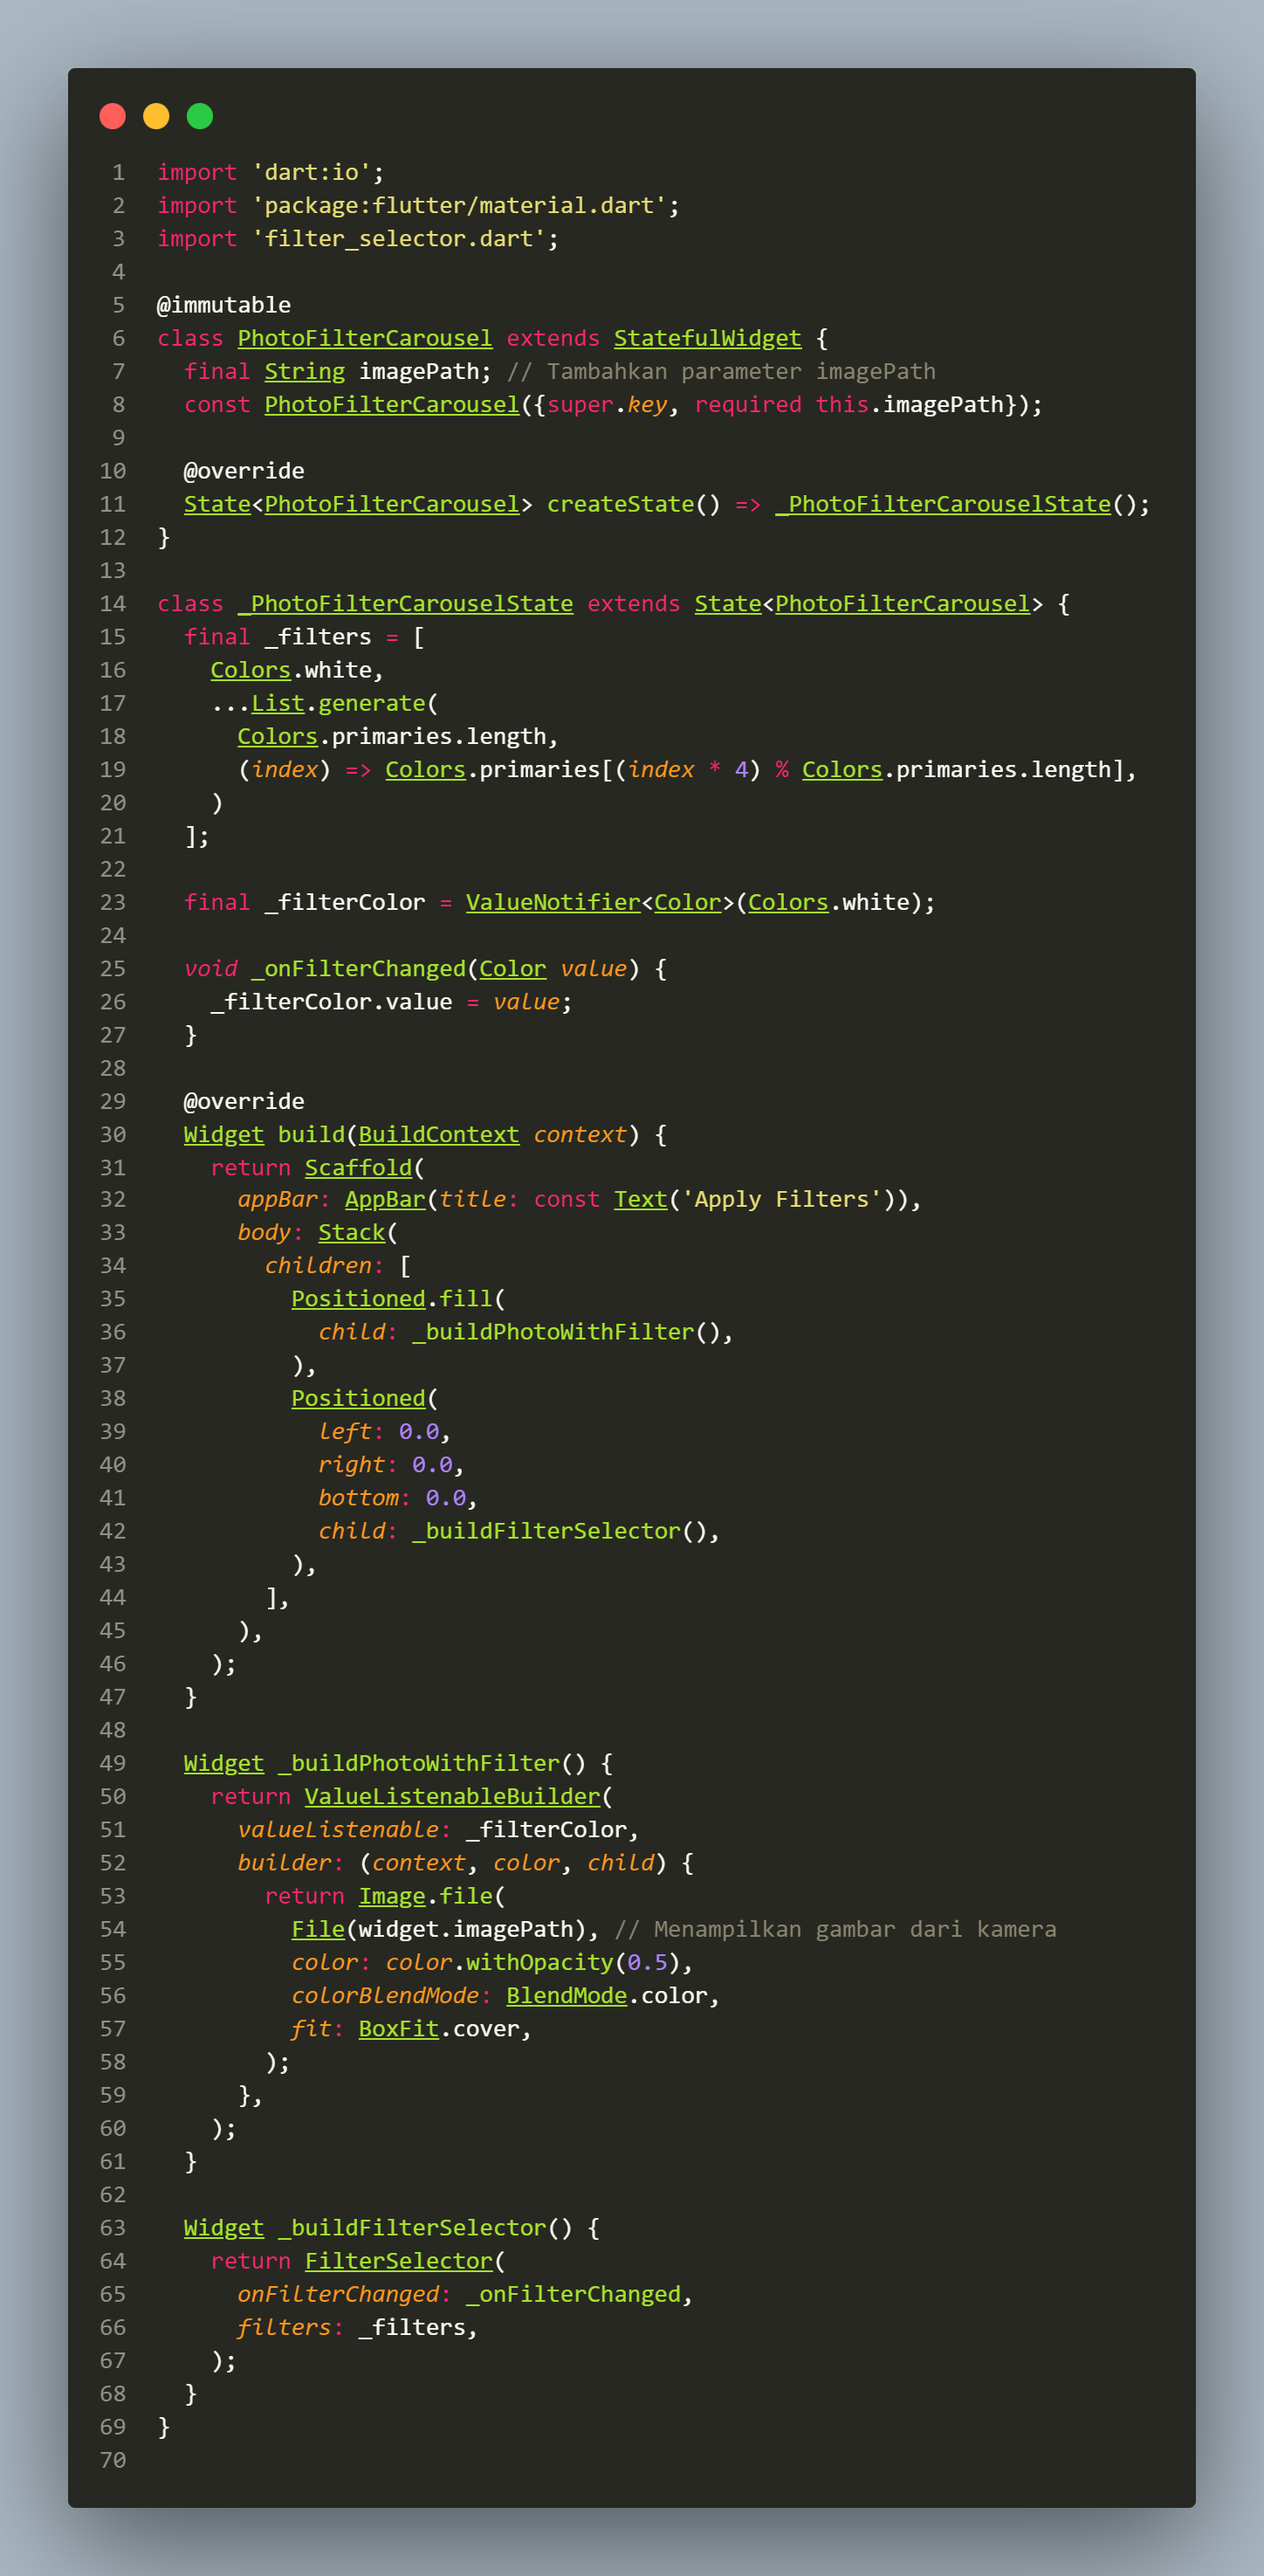 1 import 'dart:io';
2 import 'package:flutter/material.dart';
3 import 'filter_selector.dart';
4
5 @immutable
6 class PhotoFilterCarousel extends StatefulWidget {
7   final String imagePath; // Tambahkan parameter imagePath
8   const PhotoFilterCarousel({super.key, required this.imagePath});
9
10   @override
11   State<PhotoFilterCarousel> createState() => _PhotoFilterCarouselState();
12 }
13
14 class _PhotoFilterCarouselState extends State<PhotoFilterCarousel> {
15   final _filters = [
16     Colors.white,
17     ...List.generate(
18       Colors.primaries.length,
19       (index) => Colors.primaries[(index * 4) % Colors.primaries.length],
20     )
21   ];
22
23   final _filterColor = ValueNotifier<Color>(Colors.white);
24
25   void _onFilterChanged(Color value) {
26     _filterColor.value = value;
27   }
28
29   @override
30   Widget build(BuildContext context) {
31     return Scaffold(
32       appBar: AppBar(title: const Text('Apply Filters')),
33       body: Stack(
34         children: [
35           Positioned.fill(
36             child: _buildPhotoWithFilter(),
37           ),
38           Positioned(
39             left: 0.0,
40             right: 0.0,
41             bottom: 0.0,
42             child: _buildFilterSelector(),
43           ),
44         ],
45       ),
46     );
47   }
48
49   Widget _buildPhotoWithFilter() {
50     return ValueListenableBuilder(
51       valueListenable: _filterColor,
52       builder: (context, color, child) {
53         return Image.file(
54           File(widget.imagePath), // Menampilkan gambar dari kamera
55           color: color.withOpacity(0.5),
56           colorBlendMode: BlendMode.color,
57           fit: BoxFit.cover,
58         );
59       },
60     );
61   }
62
63   Widget _buildFilterSelector() {
64     return FilterSelector(
65       onFilterChanged: _onFilterChanged,
66       filters: _filters,
67     );
68   }
69 }
70